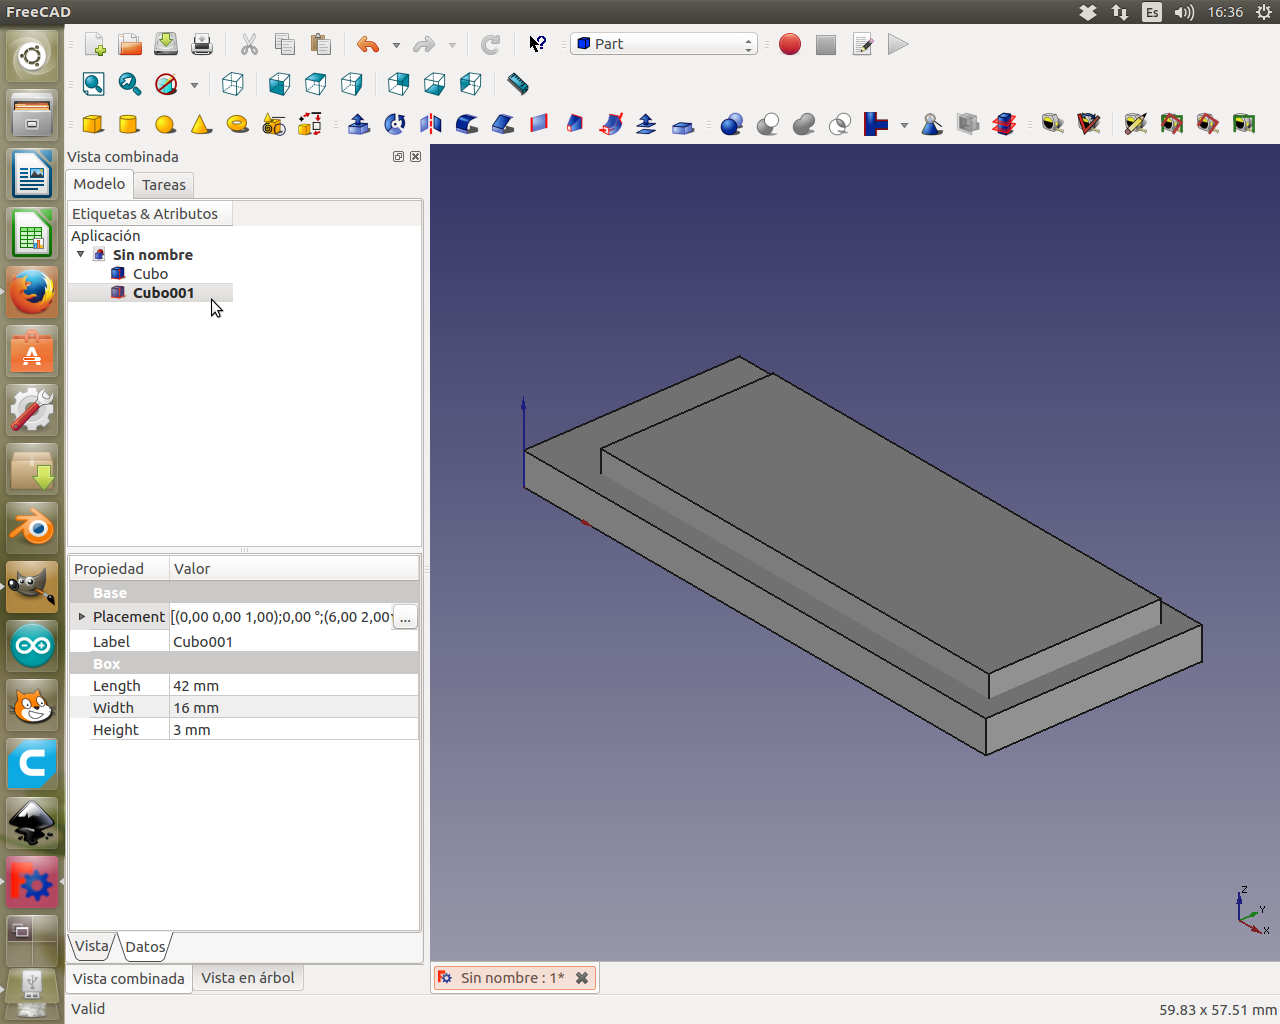 FreeCAD
Es
16:36
Part
Vista combinada
Modelo
Tareas
Etiquetas & Atributos
Aplicación
Sin nombre
Cubo
Cubo001
Propiedad Valor
Base
Placement [(0,00 0,00 1,00);0,00 °;(6,00 2,00 ...
Label Cubo001
Box
Length 42 mm
Width 16 mm
Height 3 mm
Vista
Datos
Vista combinada
Vista en árbol
Sin nombre : 1*
Z
Y
X
Valid
59.83 x 57.51 mm